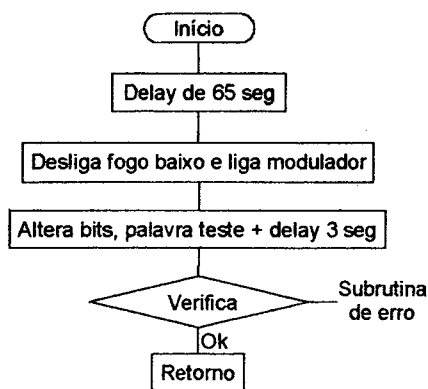 Início
Delay de 65 seg
Desliga fogo baixo e liga modulador
Altera bits, palavra teste + delay 3 seg
Verifica
Subrutina
de erro
Ok
Retorno